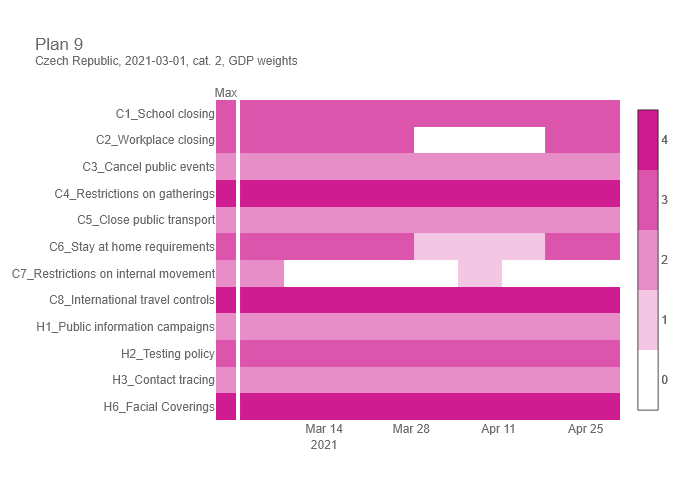 Plan 9
Czech Republic, 2021-03-01, cat. 2, GDP weights
Max
C1_School closing
C2_Workplace closing
C3_Cancel public events
C4_Restrictions on gatherings
C5_Close public transport
C6_Stay at home requirements
C7_Restrictions on internal movement
C8_International travel controls
H1_Public information campaigns
H2_Testing policy
H3_Contact tracing
H6_Facial Coverings
Mar 14 Mar 28 Apr 11 Apr 25
2021
4
3
2
1
0